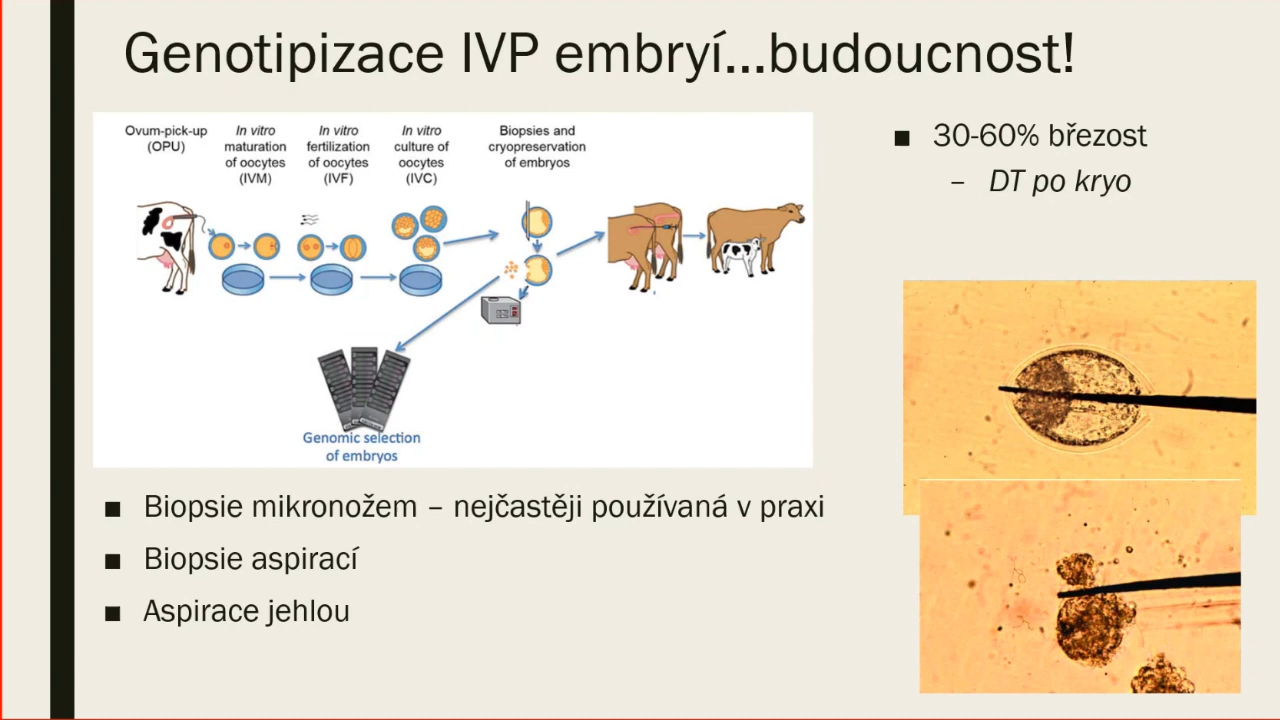 Genotipizace IVP embryí...budoucnost!
Ovum-pick-up
(OPU)
In vitro
maturation
of oocytes
(IVM)
In vitro
fertilization
of oocytes
(IVF)
In vitro
culture of
oocytes
(IVC)
Biopsies and
cryopreservation
of embryos
Genomic selection
of embryos
■ 30-60% březost
– DT po kryo
■ Biopsie mikronožem – nejčastěji používaná v praxi
■ Biopsie aspirací
■ Aspirace jehlou